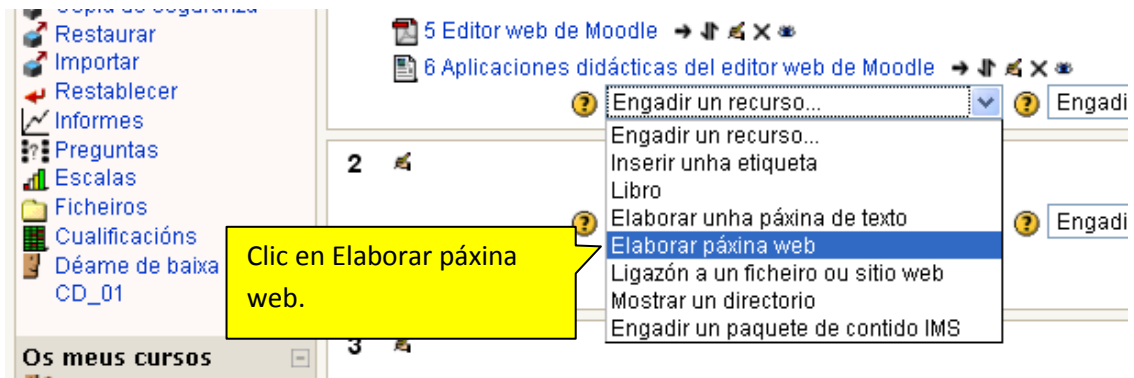 Copia de seguranza
Restaurar
Importar
Restablecer
Informes
Preguntas
Escalas
Ficheiros
Cualificacións
Déame de baixa
CD_01
Os meus cursos
5 Editor web de Moodle
6 Aplicaciones didácticas del editor web de Moodle
Engadir un recurso...
Engadi
Engadir un recurso...
Inserir unha etiqueta
Libro
Elaborar unha páxina de texto
Elaborar páxina web
Ligazón a un ficheiro ou sitio web
Mostrar un directorio
Engadir un paquete de contido IMS
2
Engadi
3
Clic en Elaborar páxina
web.